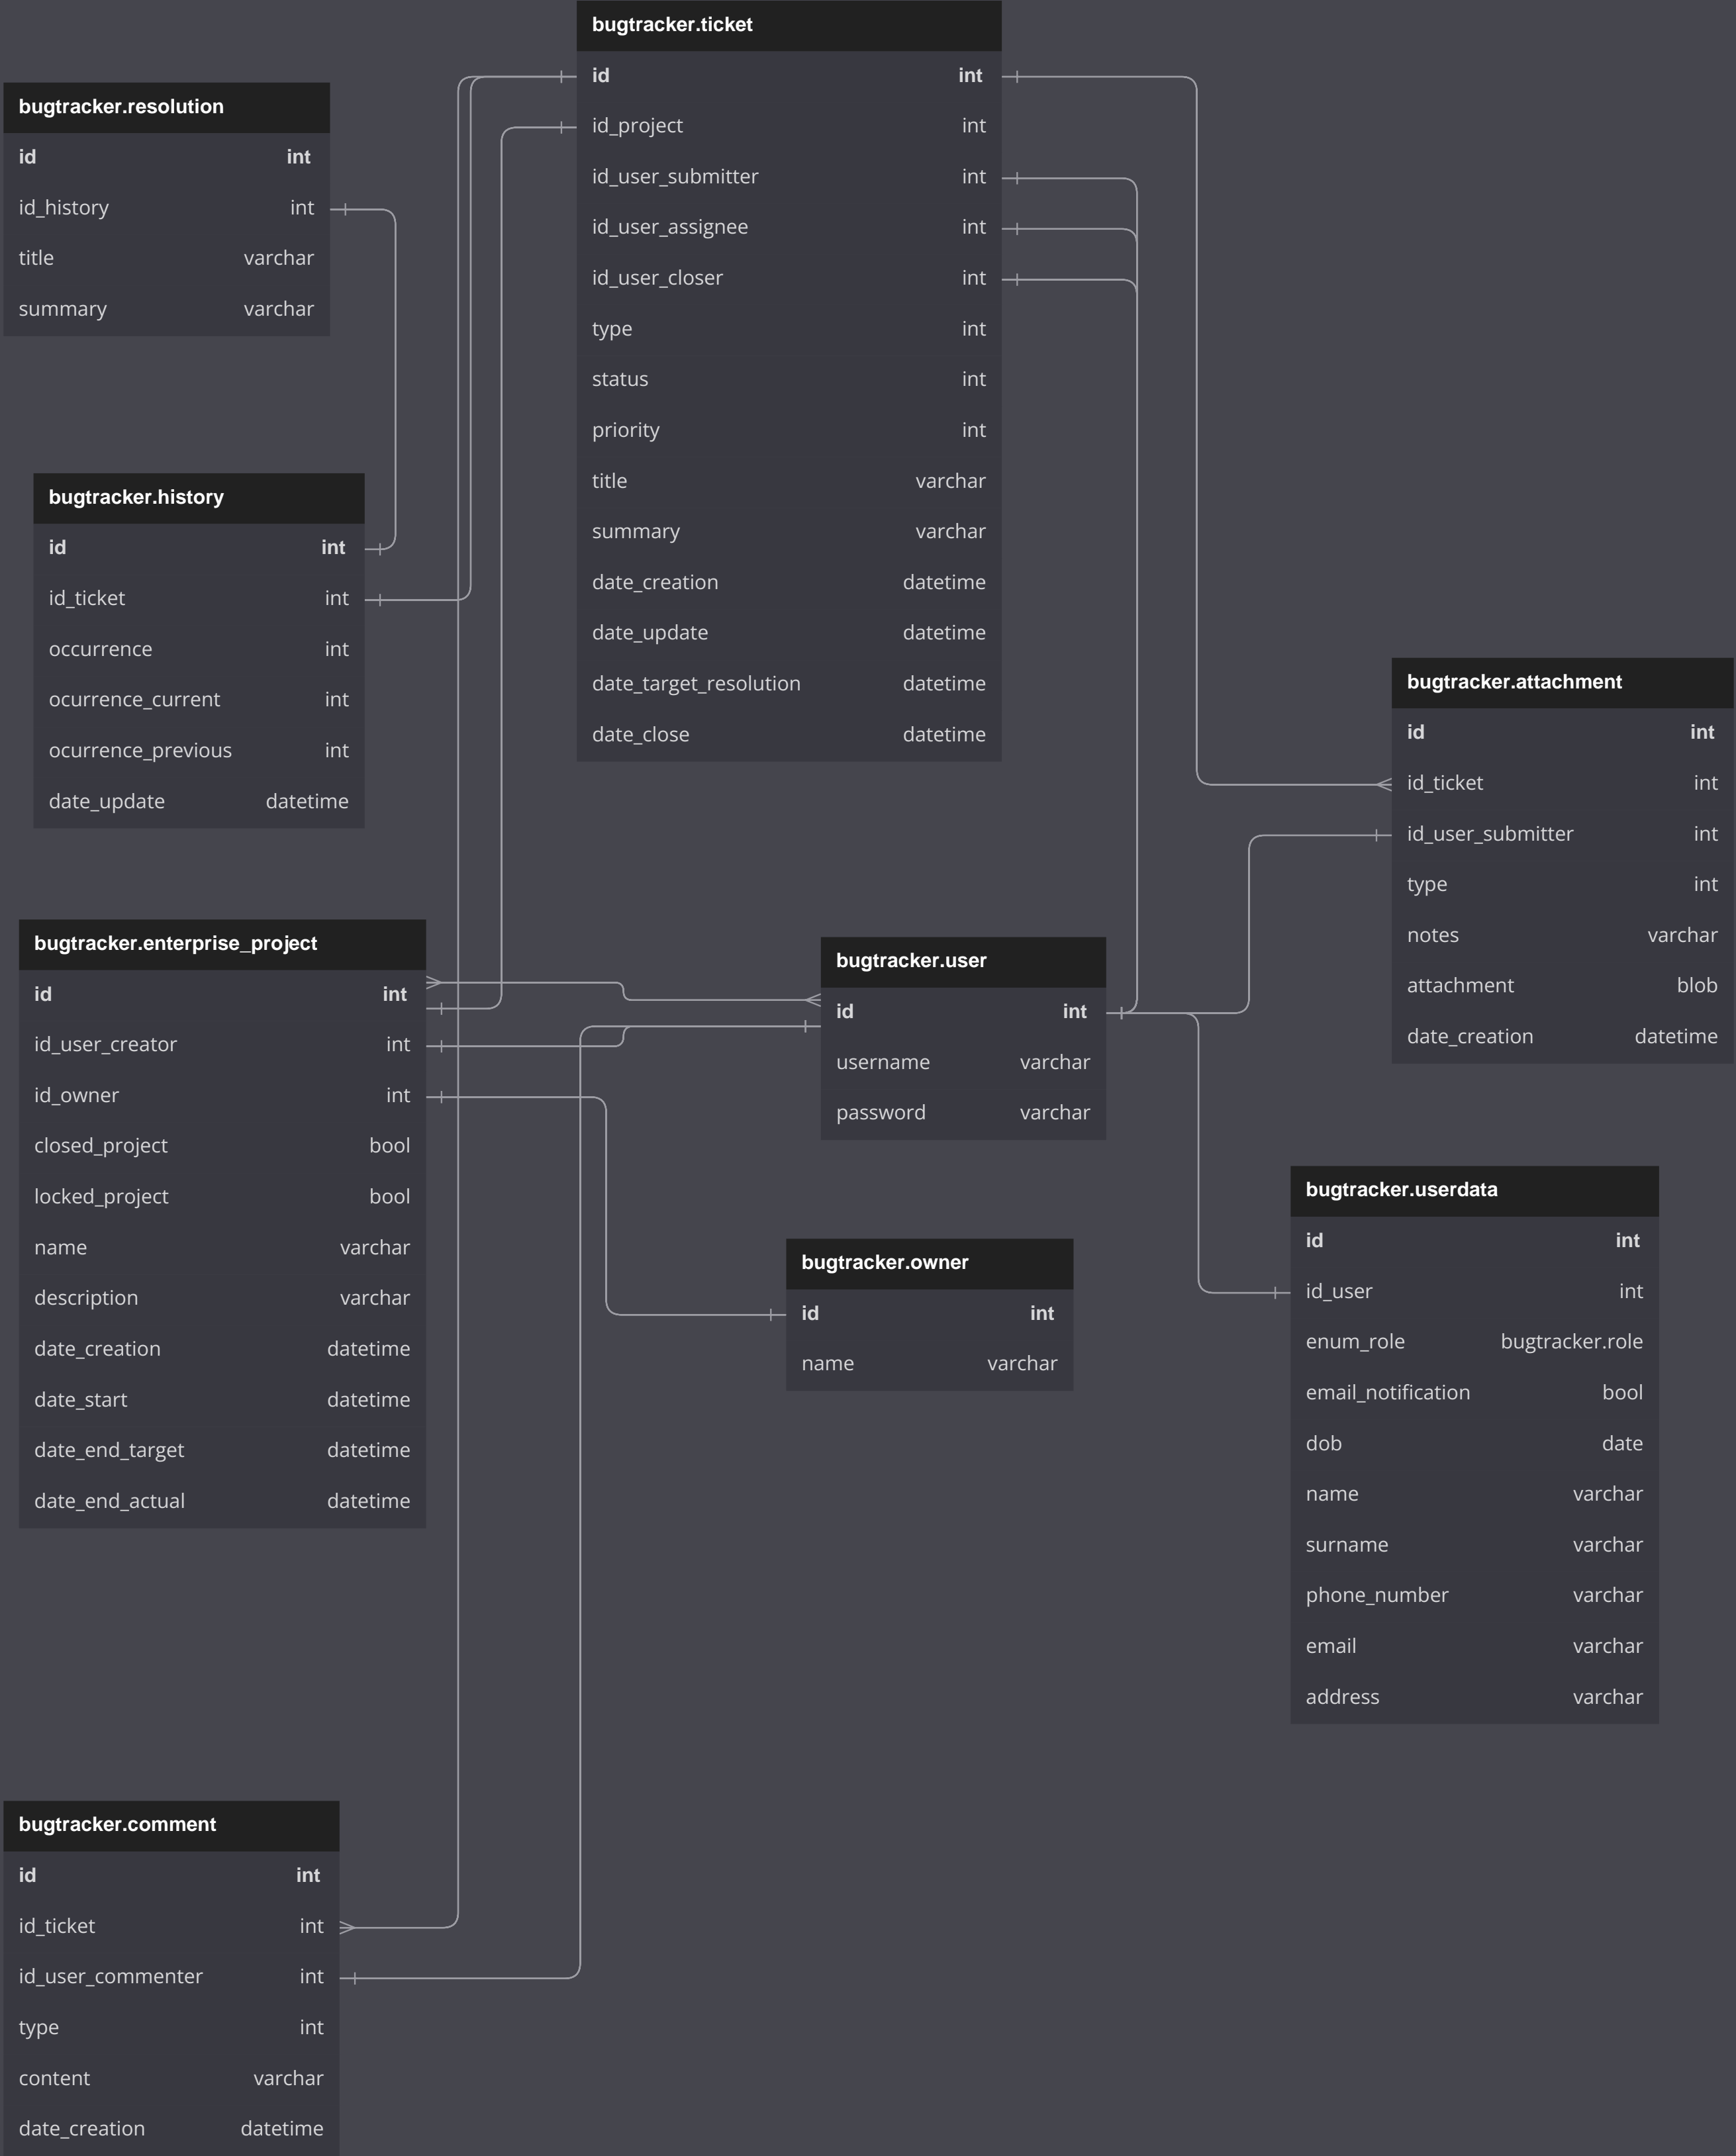 bugtracker.ticket
id int
id_project int
id_user_submitter int
id_user_assignee int
id_user_closer int
type int
status int
priority int
title varchar
summary varchar
date_creation datetime
date_update datetime
date_target_resolution datetime
date_close datetime
bugtracker.resolution
id int
id_history int
title varchar
summary varchar
bugtracker.history
id int
id_ticket int
occurrence int
ocurrence_current int
ocurrence_previous int
date_update datetime
bugtracker.attachment
id int
id_ticket int
id_user_submitter int
type int
notes varchar
attachment blob
date_creation datetime
bugtracker.enterprise_project
id int
id_user_creator int
id_owner int
closed_project bool
locked_project bool
name varchar
description varchar
date_creation datetime
date_start datetime
date_end_target datetime
date_end_actual datetime
bugtracker.user
id int
username varchar
password varchar
bugtracker.owner
id int
name varchar
bugtracker.userdata
id int
id_user int
enum_role bugtracker.role
email_notification bool
dob date
name varchar
surname varchar
phone_number varchar
email varchar
address varchar
bugtracker.comment
id int
id_ticket int
id_user_commenter int
type int
content varchar
date_creation datetime